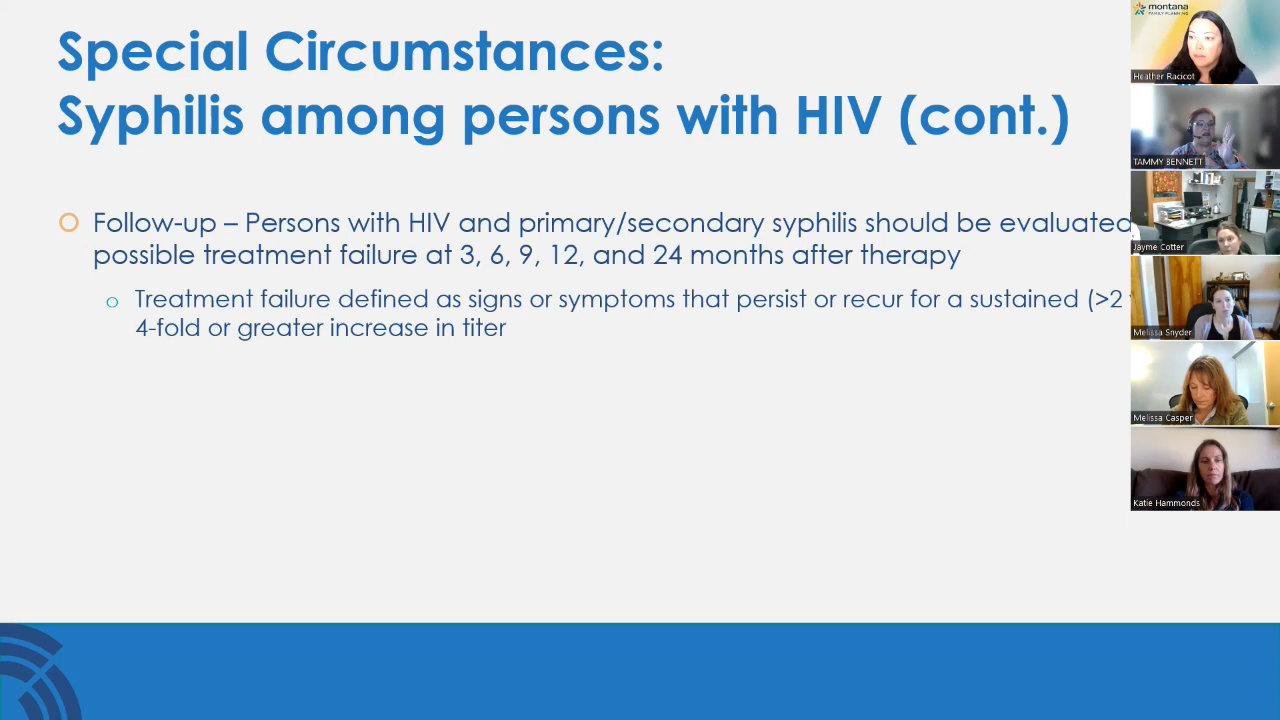 Special Circumstances:
Syphilis among persons with HIV (cont.)
Follow-up – Persons with HIV and primary/secondary syphilis should be evaluated
possible treatment failure at 3, 6, 9, 12, and 24 months after therapy
Treatment failure defined as signs or symptoms that persist or recur for a sustained (>2
4-fold or greater increase in titer
montana
FAMILY PLANNING
Heather Racicot
TAMMY BENNETT
Jayme Cotter
Melissa Snyder
Melissa Casper
Katie Hammonds